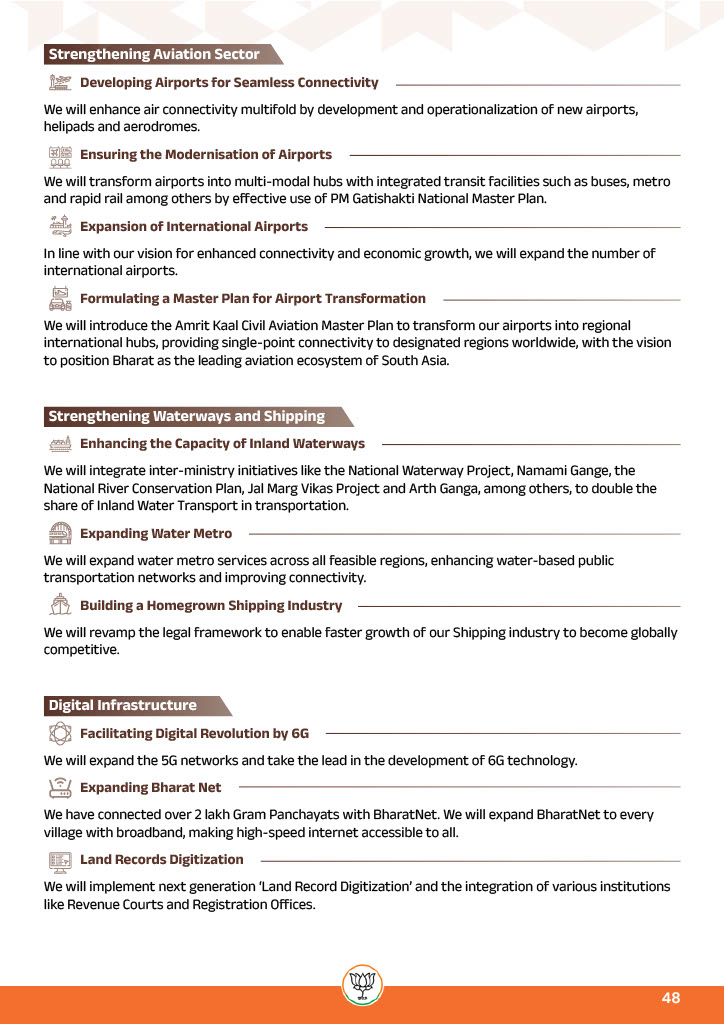 Strengthening Aviation Sector
Developing Airports for Seamless Connectivity
We will enhance air connectivity multifold by development and operationalization of new airports,
helipads and aerodromes.
Ensuring the Modernisation of Airports
We will transform airports into multi-modal hubs with integrated transit facilities such as buses, metro
and rapid rail among others by effective use of PM Gatishakti National Master Plan.
Expansion of International Airports
In line with our vision for enhanced connectivity and economic growth, we will expand the number of
international airports.
Formulating a Master Plan for Airport Transformation
We will introduce the Amrit Kaal Civil Aviation Master Plan to transform our airports into regional
international hubs, providing single-point connectivity to designated regions worldwide, with the vision
to position Bharat as the leading aviation ecosystem of South Asia.
Strengthening Waterways and Shipping
Enhancing the Capacity of Inland Waterways
We will integrate inter-ministry initiatives like the National Waterway Project, Namami Gange, the
National River Conservation Plan, Jal Marg Vikas Project and Arth Ganga, among others, to double the
share of Inland Water Transport in transportation.
Expanding Water Metro
We will expand water metro services across all feasible regions, enhancing water-based public
transportation networks and improving connectivity.
Building a Homegrown Shipping Industry
We will revamp the legal framework to enable faster growth of our Shipping industry to become globally
competitive.
Digital Infrastructure
Facilitating Digital Revolution by 6G
We will expand the 5G networks and take the lead in the development of 6G technology.
Expanding Bharat Net
We have connected over 2 lakh Gram Panchayats with BharatNet. We will expand BharatNet to every
village with broadband, making high-speed internet accessible to all.
Land Records Digitization
We will implement next generation ‘Land Record Digitization’ and the integration of various institutions
like Revenue Courts and Registration Offices.
48